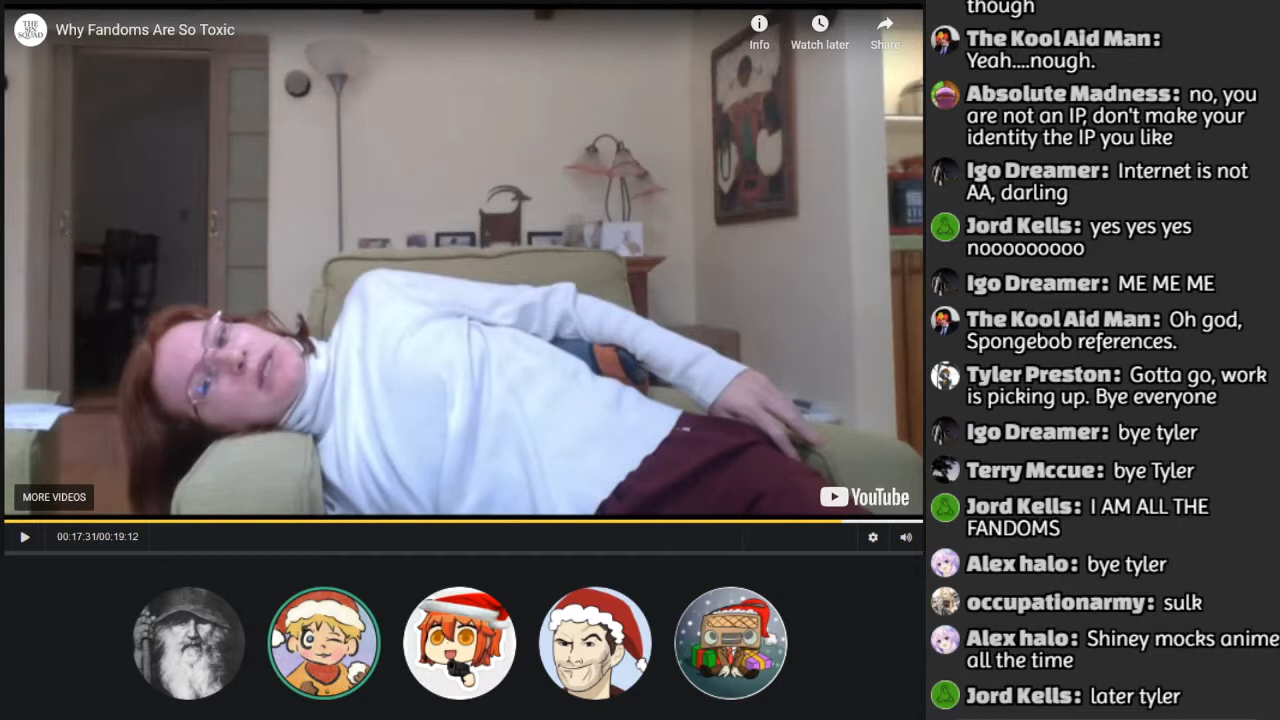 THE
SIN
SQUAD
Why Fandoms Are So Toxic
Info
Watch later
Share
MORE VIDEOS
YouTube
00:17:31/00:19:12
though
The Kool Aid Man:
Yeah....nough.
Absolute Madness: no, you
are not an IP, don't make your
identity the IP you like
Igo Dreamer: Internet is not
AA, darling
Jord Kells: yes yes yes
nooooooooo
Igo Dreamer: ME ME ME
The Kool Aid Man: Oh god,
Spongebob references.
Tyler Preston: Gotta go, work
is picking up. Bye everyone
Igo Dreamer: bye tyler
Terry Mccue: bye Tyler
Jord Kells: I AM ALL THE
FANDOMS
Alex halo: bye tyler
occupationarmy: sulk
Alex halo: Shiney mocks anime
all the time
Jord Kells: later tyler